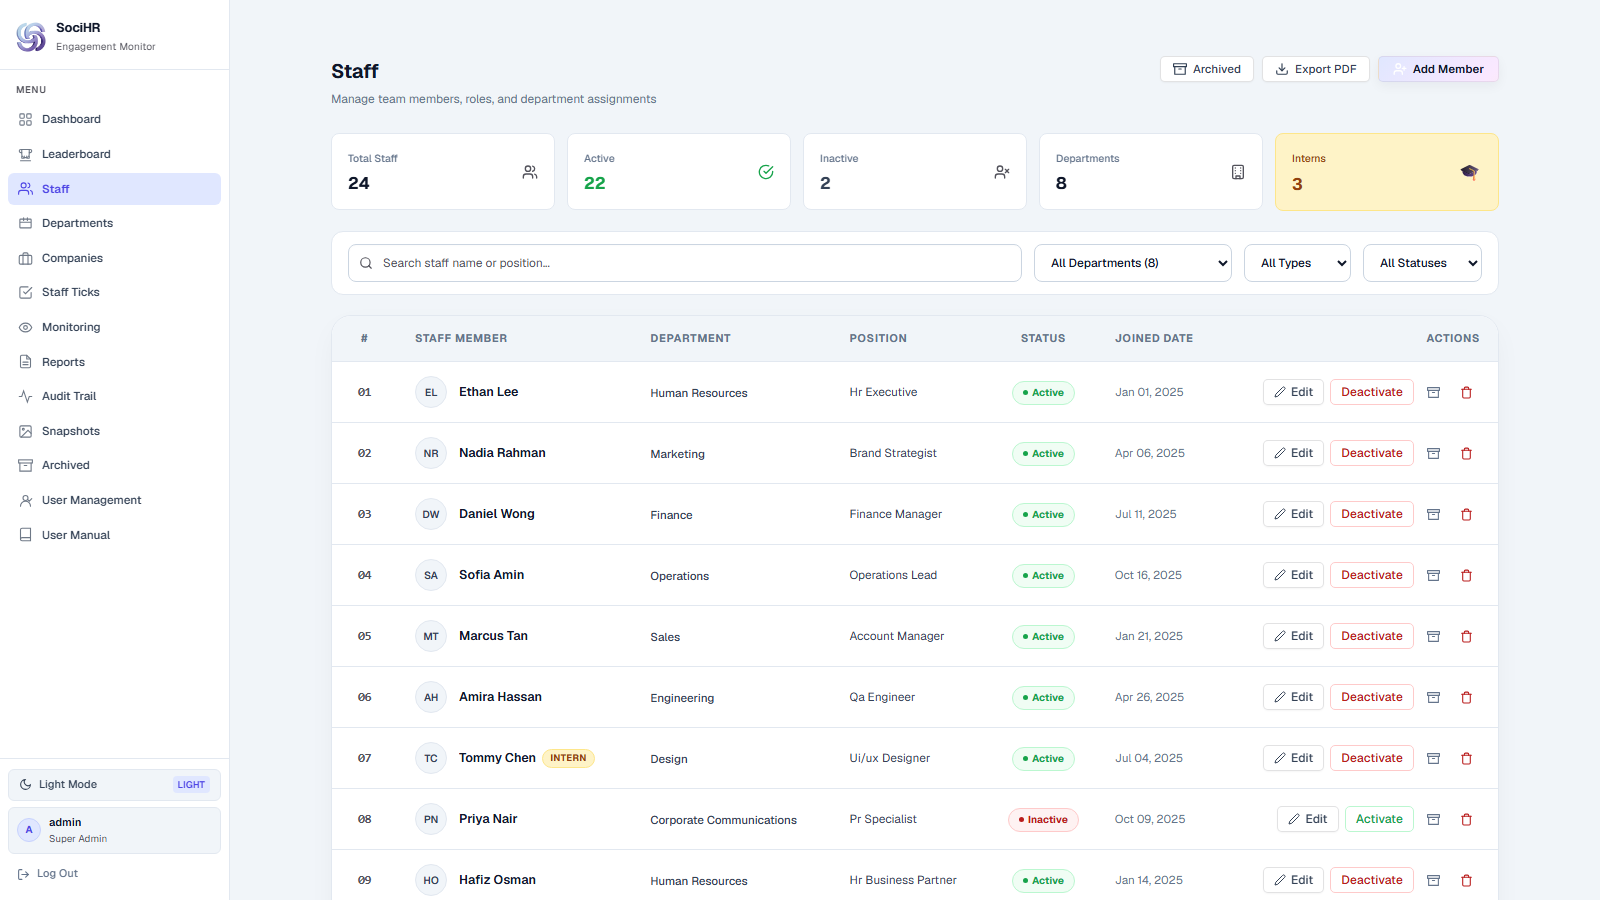 SociHR
Engagement Monitor
MENU
Dashboard
Leaderboard
Staff
Departments
Companies
Staff Ticks
Monitoring
Reports
Audit Trail
Snapshots
Archived
User Management
User Manual
Light Mode LIGHT
A admin
Super Admin
Log Out
Staff
Manage team members, roles, and department assignments
Archived Export PDF Add Member
Total Staff
24
Active
22
Inactive
2
Departments
8
Interns
3
Search staff name or position...
All Departments (8) All Types All Statuses
# STAFF MEMBER DEPARTMENT POSITION STATUS JOINED DATE ACTIONS
01 EL Ethan Lee Human Resources Hr Executive Active Jan 01, 2025 Edit Deactivate
02 NR Nadia Rahman Marketing Brand Strategist Active Apr 06, 2025 Edit Deactivate
03 DW Daniel Wong Finance Finance Manager Active Jul 11, 2025 Edit Deactivate
04 SA Sofia Amin Operations Operations Lead Active Oct 16, 2025 Edit Deactivate
05 MT Marcus Tan Sales Account Manager Active Jan 21, 2025 Edit Deactivate
06 AH Amira Hassan Engineering Qa Engineer Active Apr 26, 2025 Edit Deactivate
07 TC Tommy Chen INTERN Design Ui/ux Designer Active Jul 04, 2025 Edit Deactivate
08 PN Priya Nair Corporate Communications Pr Specialist Inactive Oct 09, 2025 Edit Activate
09 HO Hafiz Osman Human Resources Hr Business Partner Active Jan 14, 2025 Edit Deactivate